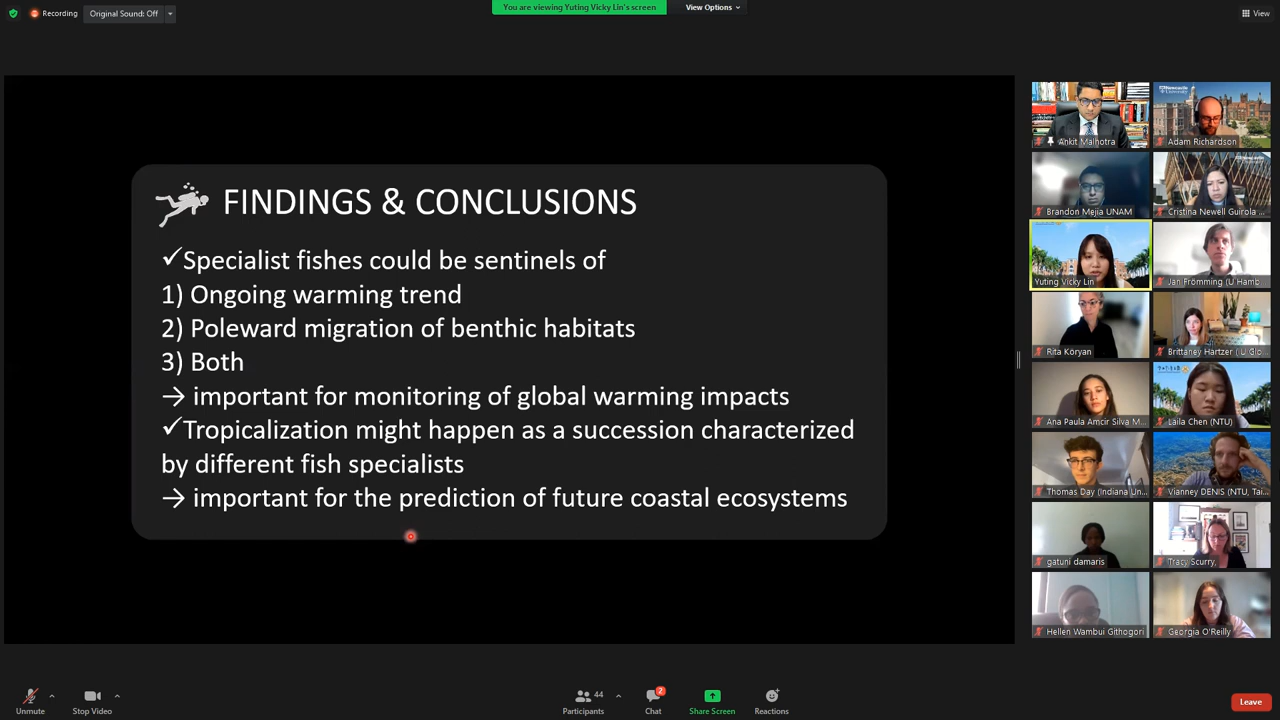 Recording
Original Sound: Off
You are viewing Yuting Vicky Lin's screen
View Options
View
FINDINGS & CONCLUSIONS
✓Specialist fishes could be sentinels of
1) Ongoing warming trend
2) Poleward migration of benthic habitats
3) Both
→ important for monitoring of global warming impacts
✓Tropicalization might happen as a succession characterized
by different fish specialists
→ important for the prediction of future coastal ecosystems
Ankit Malhotra
Adam Richardson
Brandon Mejia UNAM
Cristina Newell Guirola ...
Yuting Vicky Lin
Jan Frömming (U Hamb
Rita Koryan
Brittaney Hartzer ( U Glo...
Ana Paula Amcir Silva M...
Laila Chen (NTU)
Thomas Day (Indiana Un...
Vianney DENIS (NTU, Tai
gatuni damaris
Tracy Scurry,
Hellen Wambui Githogori
Georgia O'Reilly
Unmute
Stop Video
44
Participants
2
Chat
Share Screen
Reactions
Leave